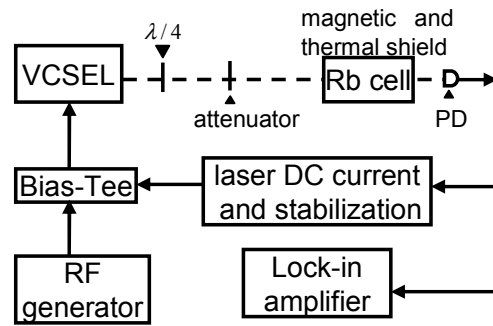 λ/4
magnetic and
thermal shield
VCSEL
Rb cell
attenuator
PD
Bias-Tee
laser DC current
and stabilization
RF
generator
Lock-in
amplifier